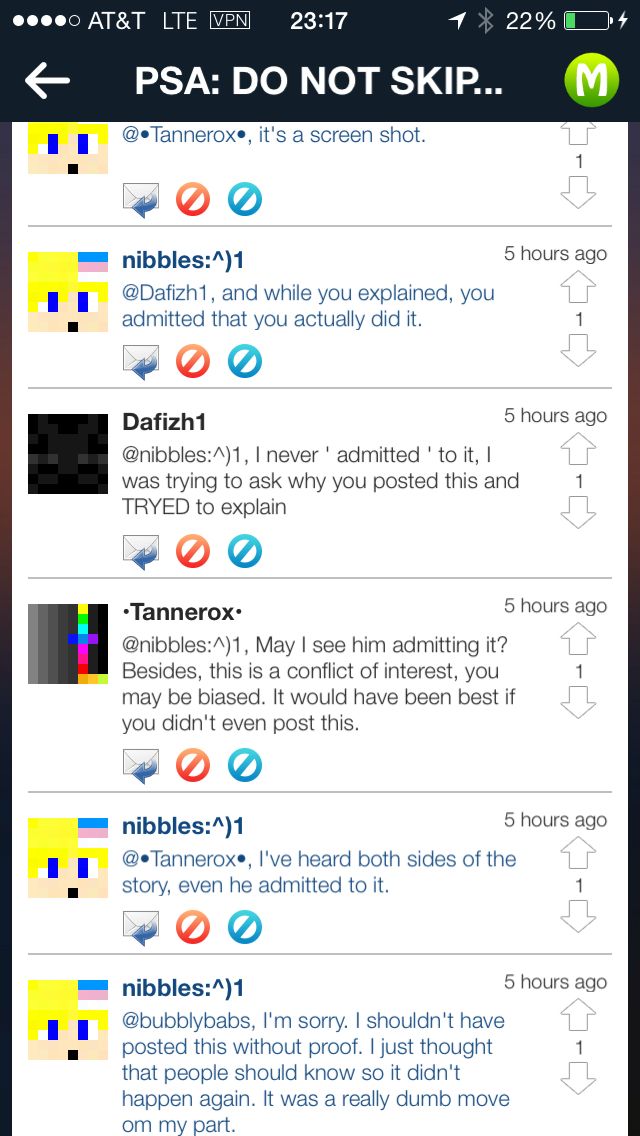 AT&T LTE VPN 23:17 22%
PSA: DO NOT SKIP... M
@•Tannerox•, it's a screen shot.
1
nibbles:^)1 5 hours ago
@Dafizh1, and while you explained, you
admitted that you actually did it.
1
Dafizh1 5 hours ago
@nibbles:^)1, I never ' admitted ' to it, I
was trying to ask why you posted this and
TRYED to explain
1
•Tannerox• 5 hours ago
@nibbles:^)1, May I see him admitting it?
Besides, this is a conflict of interest, you
may be biased. It would have been best if
you didn't even post this.
1
nibbles:^)1 5 hours ago
@•Tannerox•, I've heard both sides of the
story, even he admitted to it.
1
nibbles:^)1 5 hours ago
@bubblybabs, I'm sorry. I shouldn't have
posted this without proof. I just thought
that people should know so it didn't
happen again. It was a really dumb move
om my part.
1